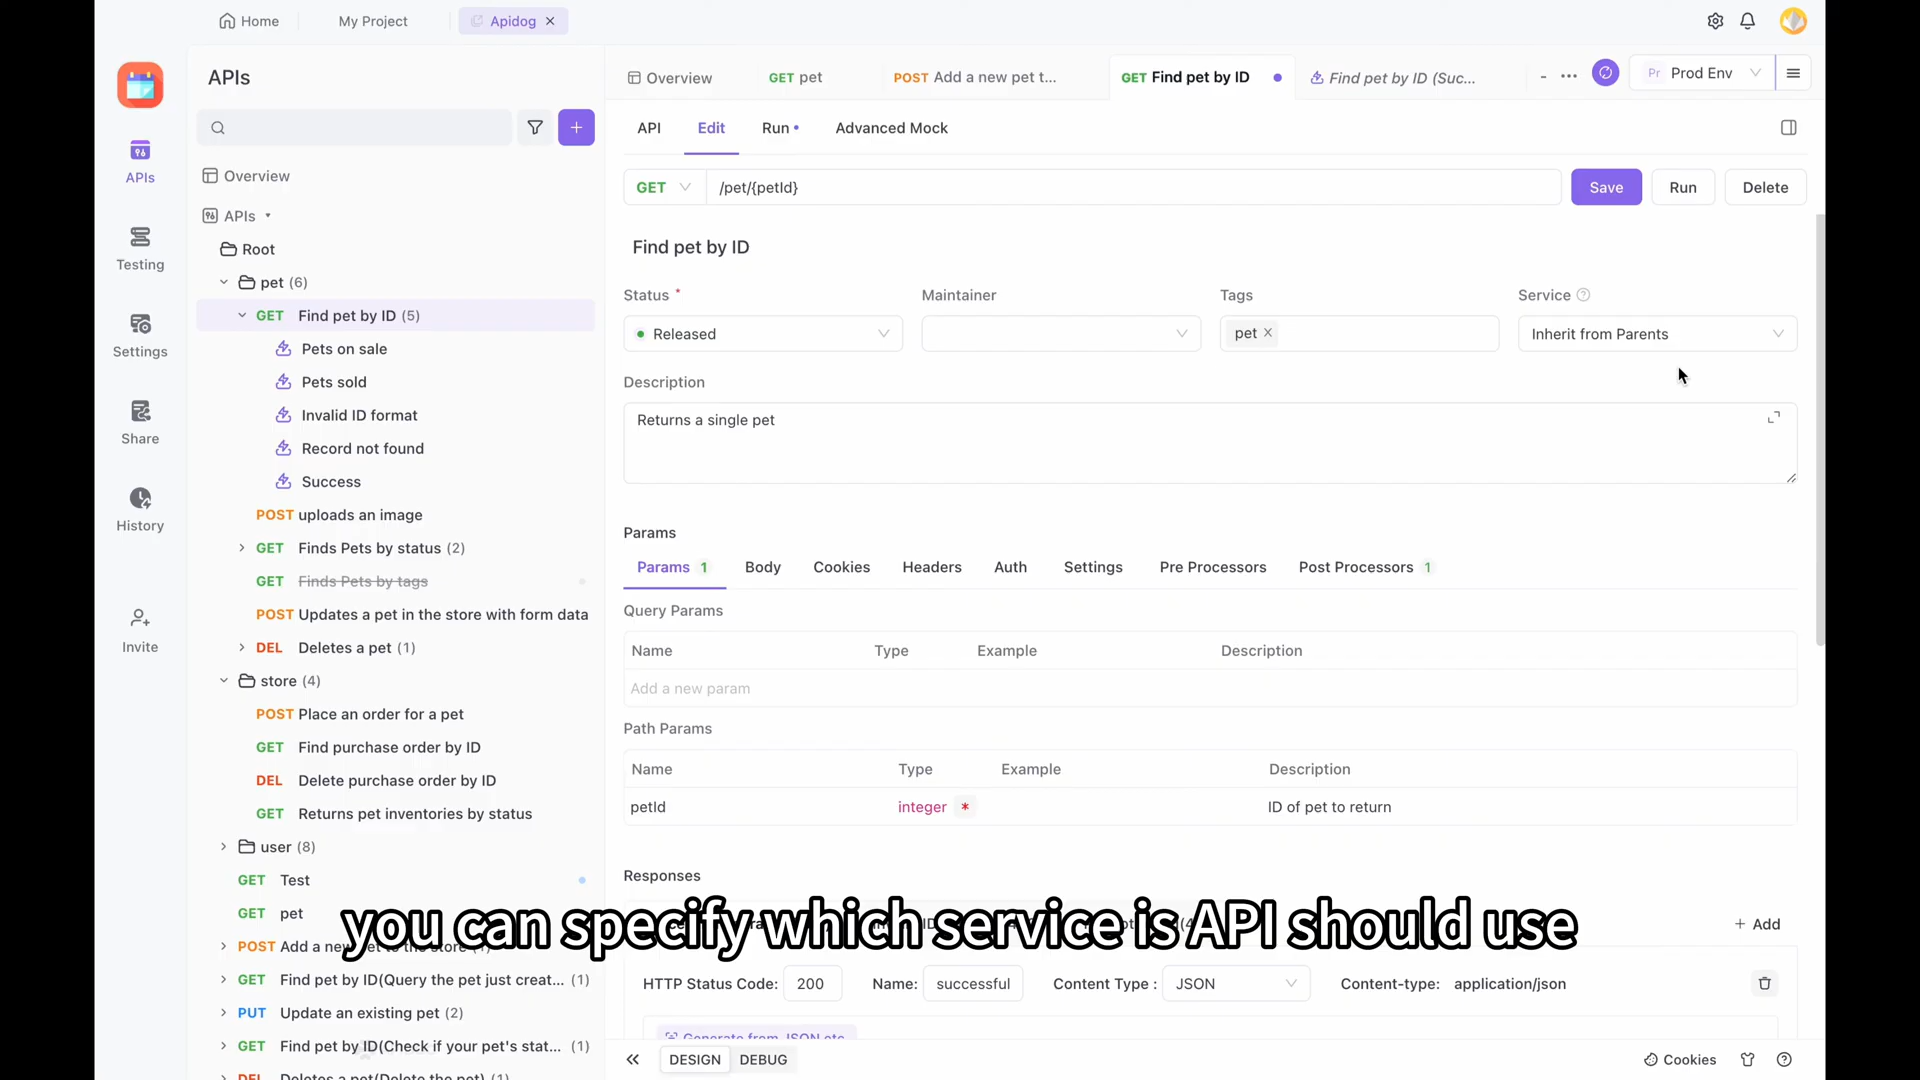 Home
My Project
Apidog
APIs
Testing
Settings
Share
History
Invite
APIs
Overview
APIs
Root
pet (6)
GET Find pet by ID (5)
Pets on sale
Pets sold
Invalid ID format
Record not found
Success
POST uploads an image
GET Finds Pets by status (2)
GET Finds Pets by tags
POST Updates a pet in the store with form data
DEL Deletes a pet (1)
store (4)
POST Place an order for a pet
GET Find purchase order by ID
DEL Delete purchase order by ID
GET Returns pet inventories by status
user (8)
GET Test
GET pet
POST Add a new pet to the store (1)
GET Find pet by ID(Query the pet just creat... (1)
PUT Update an existing pet (2)
GET Find pet by ID(Check if your pet's stat... (1)
DEL Deletes a pet(Delete the pet) (1)
Overview
GET pet
POST Add a new pet t...
GET Find pet by ID
Find pet by ID (Suc...
Pr Prod Env
API
Edit
Run
Advanced Mock
GET
/pet/{petId}
Save
Run
Delete
Find pet by ID
Status *
Maintainer
Tags
Service
Released
pet
Inherit from Parents
Description
Returns a single pet
Params
Params 1
Body
Cookies
Headers
Auth
Settings
Pre Processors
Post Processors 1
Query Params
Name Type Example Description
Add a new param
Path Params
Name Type Example Description
petId integer * ID of pet to return
Responses
+ Add
you can specify which service is API should use
HTTP Status Code: 200
Name: successful
Content Type : JSON
Content-type: application/json
Generate from JSON etc.
DESIGN
DEBUG
Cookies